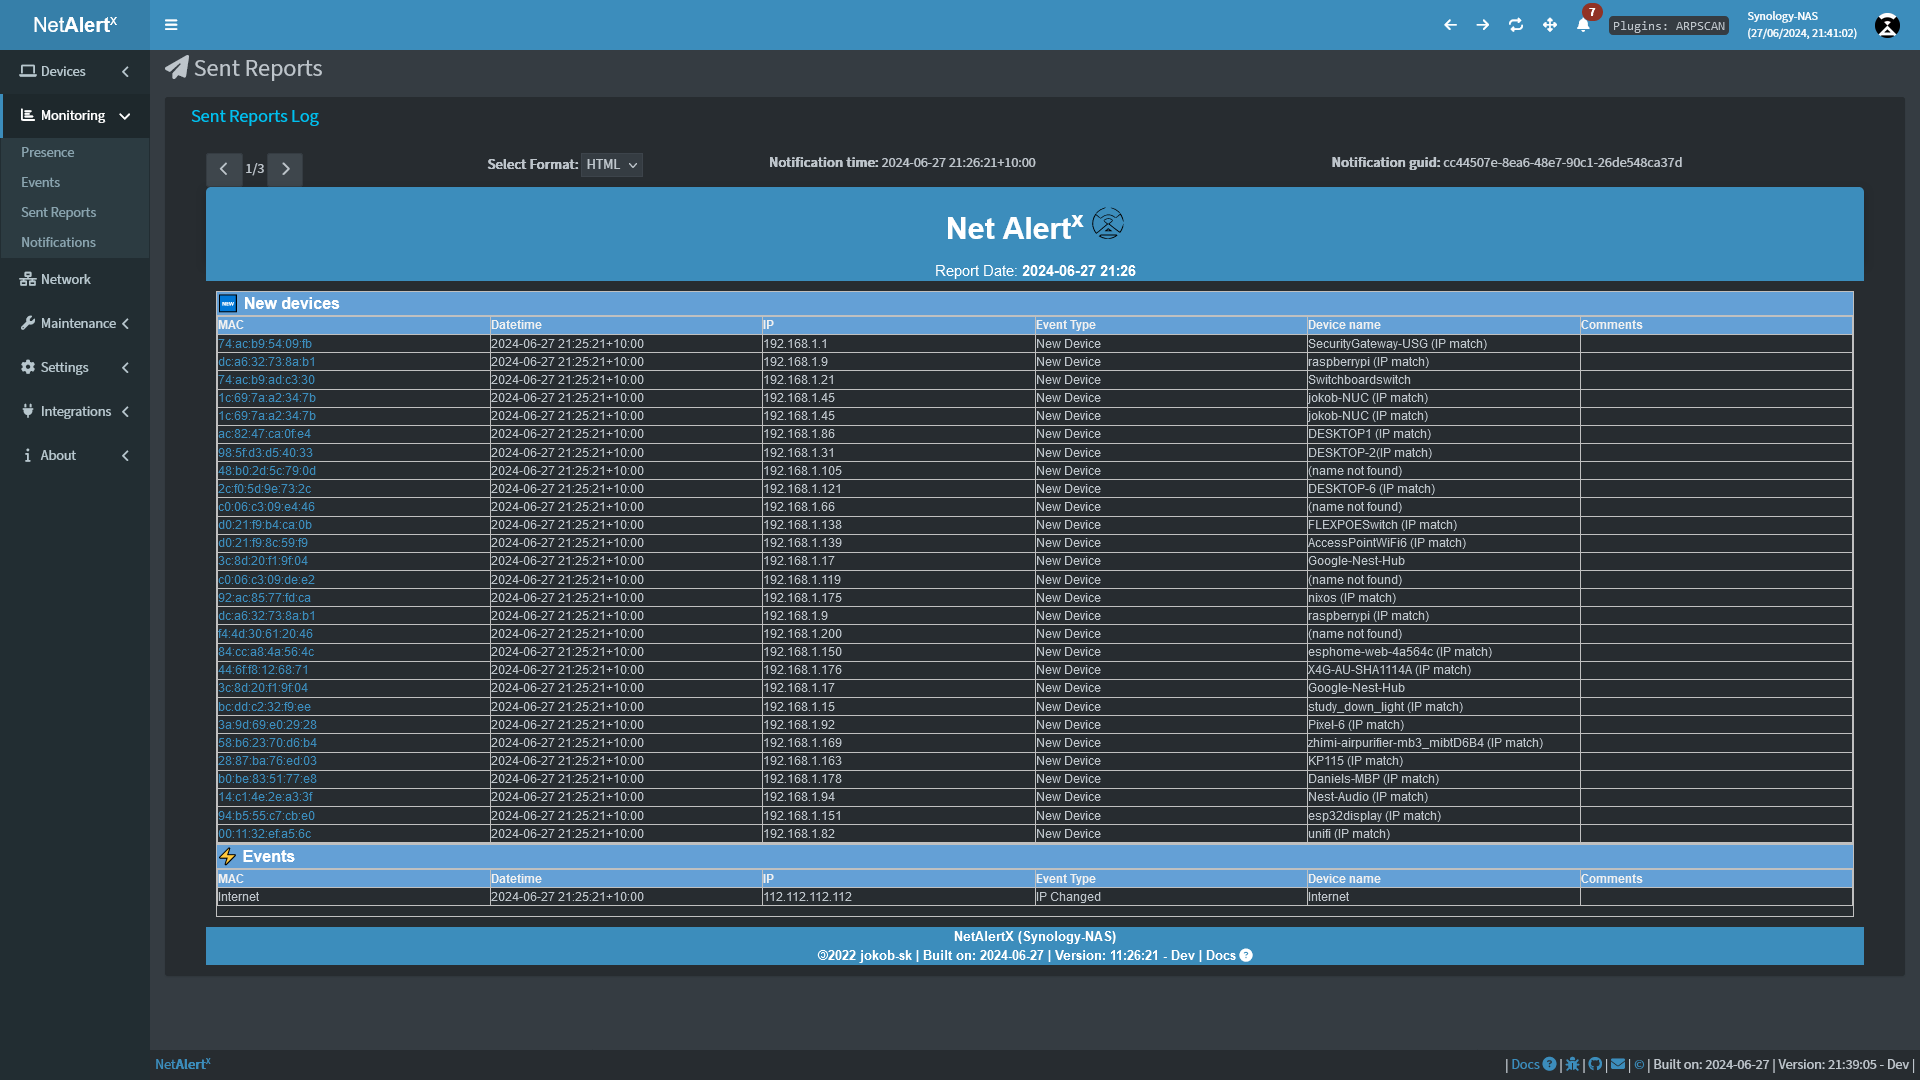 NetAlertX
7
Plugins: ARPSCAN
Synology-NAS
(27/06/2024, 21:41:02)
Devices
Monitoring
Presence
Events
Sent Reports
Notifications
Network
Maintenance
Settings
Integrations
About
Sent Reports
Sent Reports Log
1/3
Select Format: HTML
Notification time: 2024-06-27 21:26:21+10:00
Notification guid: cc44507e-8ea6-48e7-90c1-26de548ca37d
Net Alertx
Report Date: 2024-06-27 21:26
NEW New devices
MAC Datetime IP Event Type Device name Comments
74:ac:b9:54:09:fb 2024-06-27 21:25:21+10:00 192.168.1.1 New Device SecurityGateway-USG (IP match)
dc:a6:32:73:8a:b1 2024-06-27 21:25:21+10:00 192.168.1.9 New Device raspberrypi (IP match)
74:ac:b9:ad:c3:30 2024-06-27 21:25:21+10:00 192.168.1.21 New Device Switchboardswitch
1c:69:7a:a2:34:7b 2024-06-27 21:25:21+10:00 192.168.1.45 New Device jokob-NUC (IP match)
1c:69:7a:a2:34:7b 2024-06-27 21:25:21+10:00 192.168.1.45 New Device jokob-NUC (IP match)
ac:82:47:ca:0f:e4 2024-06-27 21:25:21+10:00 192.168.1.86 New Device DESKTOP1 (IP match)
98:5f:d3:d5:40:33 2024-06-27 21:25:21+10:00 192.168.1.31 New Device DESKTOP-2(IP match)
48:b0:2d:5c:79:0d 2024-06-27 21:25:21+10:00 192.168.1.105 New Device (name not found)
2c:f0:5d:9e:73:2c 2024-06-27 21:25:21+10:00 192.168.1.121 New Device DESKTOP-6 (IP match)
c0:06:c3:09:e4:46 2024-06-27 21:25:21+10:00 192.168.1.66 New Device (name not found)
d0:21:f9:b4:ca:0b 2024-06-27 21:25:21+10:00 192.168.1.138 New Device FLEXPOESwitch (IP match)
d0:21:f9:8c:59:f9 2024-06-27 21:25:21+10:00 192.168.1.139 New Device AccessPointWiFi6 (IP match)
3c:8d:20:f1:9f:04 2024-06-27 21:25:21+10:00 192.168.1.17 New Device Google-Nest-Hub
c0:06:c3:09:de:e2 2024-06-27 21:25:21+10:00 192.168.1.119 New Device (name not found)
92:ac:85:77:fd:ca 2024-06-27 21:25:21+10:00 192.168.1.175 New Device nixos (IP match)
dc:a6:32:73:8a:b1 2024-06-27 21:25:21+10:00 192.168.1.9 New Device raspberrypi (IP match)
f4:4d:30:61:20:46 2024-06-27 21:25:21+10:00 192.168.1.200 New Device (name not found)
84:cc:a8:4a:56:4c 2024-06-27 21:25:21+10:00 192.168.1.150 New Device esphome-web-4a564c (IP match)
44:6f:f8:12:68:71 2024-06-27 21:25:21+10:00 192.168.1.176 New Device X4G-AU-SHA1114A (IP match)
3c:8d:20:f1:9f:04 2024-06-27 21:25:21+10:00 192.168.1.17 New Device Google-Nest-Hub
bc:dd:c2:32:f9:ee 2024-06-27 21:25:21+10:00 192.168.1.15 New Device study_down_light (IP match)
3a:9d:69:e0:29:28 2024-06-27 21:25:21+10:00 192.168.1.92 New Device Pixel-6 (IP match)
58:b6:23:70:d6:b4 2024-06-27 21:25:21+10:00 192.168.1.169 New Device zhimi-airpurifier-mb3_mibtD6B4 (IP match)
28:87:ba:76:ed:03 2024-06-27 21:25:21+10:00 192.168.1.163 New Device KP115 (IP match)
b0:be:83:51:77:e8 2024-06-27 21:25:21+10:00 192.168.1.178 New Device Daniels-MBP (IP match)
14:c1:4e:2e:a3:3f 2024-06-27 21:25:21+10:00 192.168.1.94 New Device Nest-Audio (IP match)
94:b5:55:c7:cb:e0 2024-06-27 21:25:21+10:00 192.168.1.151 New Device esp32display (IP match)
00:11:32:ef:a5:6c 2024-06-27 21:25:21+10:00 192.168.1.82 New Device unifi (IP match)
Events
MAC Datetime IP Event Type Device name Comments
Internet 2024-06-27 21:25:21+10:00 112.112.112.112 IP Changed Internet
NetAlertX (Synology-NAS)
©2022 jokob-sk | Built on: 2024-06-27 | Version: 11:26:21 - Dev | Docs ?
NetAlertx
| Docs ? | | | | © | Built on: 2024-06-27 | Version: 21:39:05 - Dev |